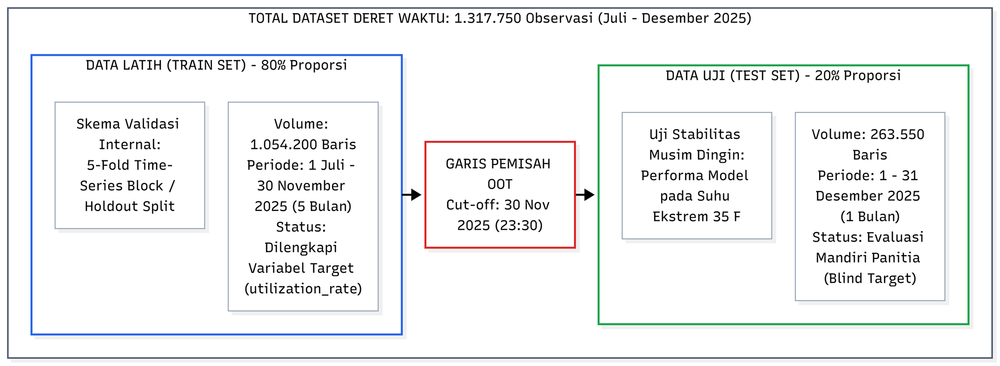 TOTAL DATASET DERET WAKTU: 1.317.750 Observasi (Juli - Desember 2025)
DATA LATIH (TRAIN SET) - 80% Proporsi
Skema Validasi
Internal:
5-Fold Time-
Series Block /
Holdout Split
Volume:
1.054.200 Baris
Periode: 1 Juli -
30 November
2025 (5 Bulan)
Status:
Dilengkapi
Variabel Target
(utilization_rate)
GARIS PEMISAH
OOT
Cut-off: 30 Nov
2025 (23:30)
DATA UJI (TEST SET) - 20% Proporsi
Uji Stabilitas
Musim Dingin:
Performa Model
pada Suhu
Ekstrem 35 F
Volume: 263.550
Baris
Periode: 1 - 31
Desember 2025
(1 Bulan)
Status: Evaluasi
Mandiri Panitia
(Blind Target)